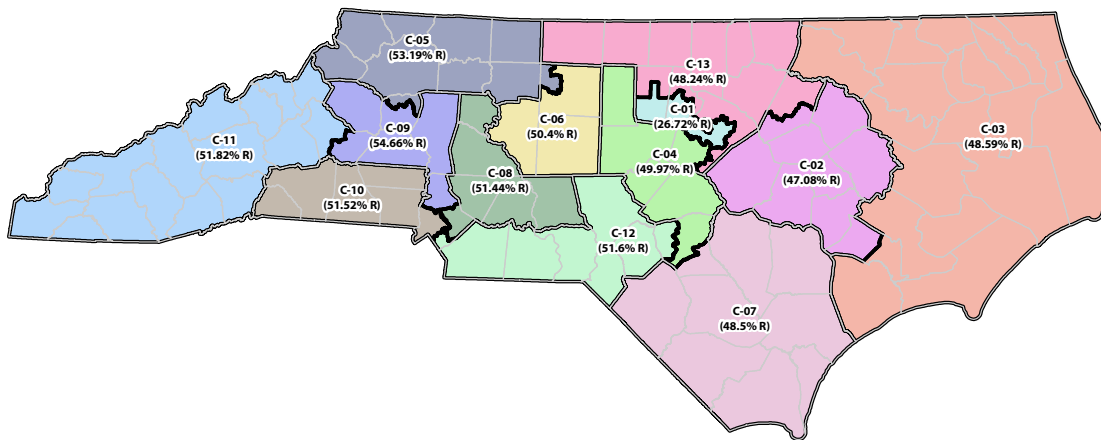 C-05
(53.19% R)
C-13
(48.24% R)
C-01
(26.72% R)
C-06
(50.4% R)
C-09
(54.66% R)
C-03
(48.59% R)
C-11
(51.82% R)
C-04
(49.97% R)
C-02
(47.08% R)
C-08
(51.44% R)
C-10
(51.52% R)
C-12
(51.6% R)
C-07
(48.5% R)